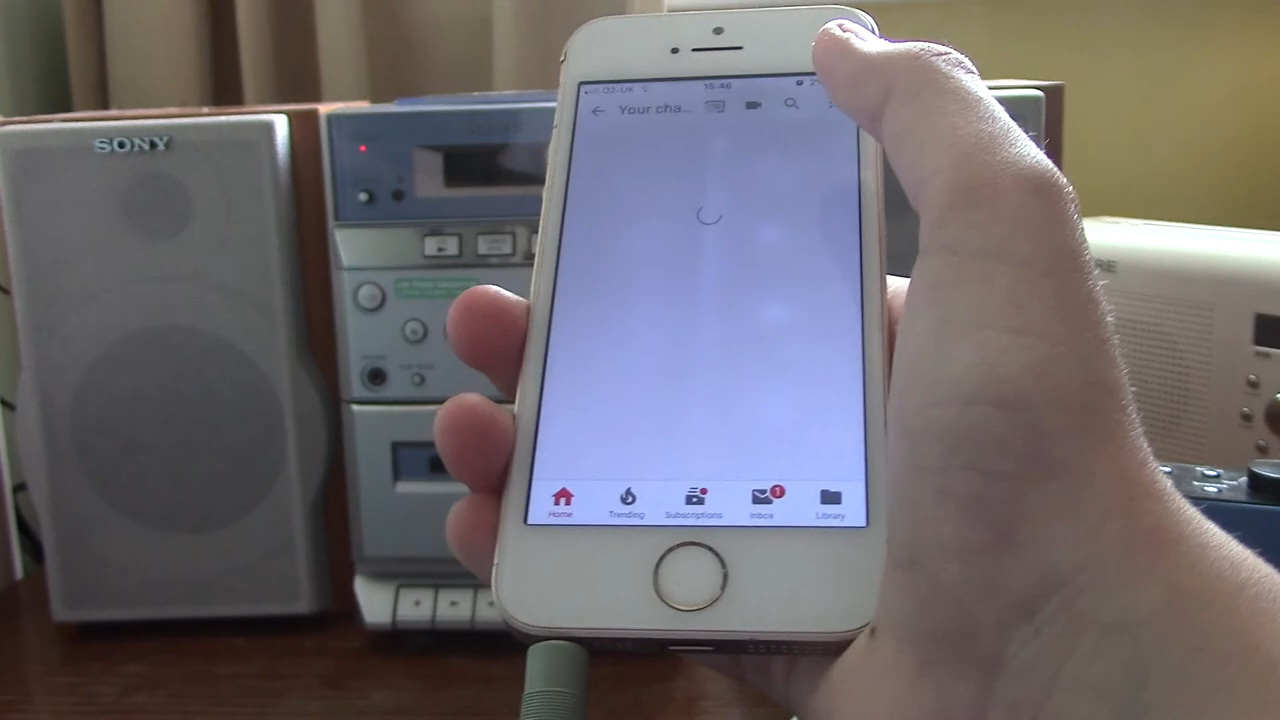 SONY
O2-UK
15:46
Your cha...
Home
Trending
Subscriptions
1
Inbox
Library